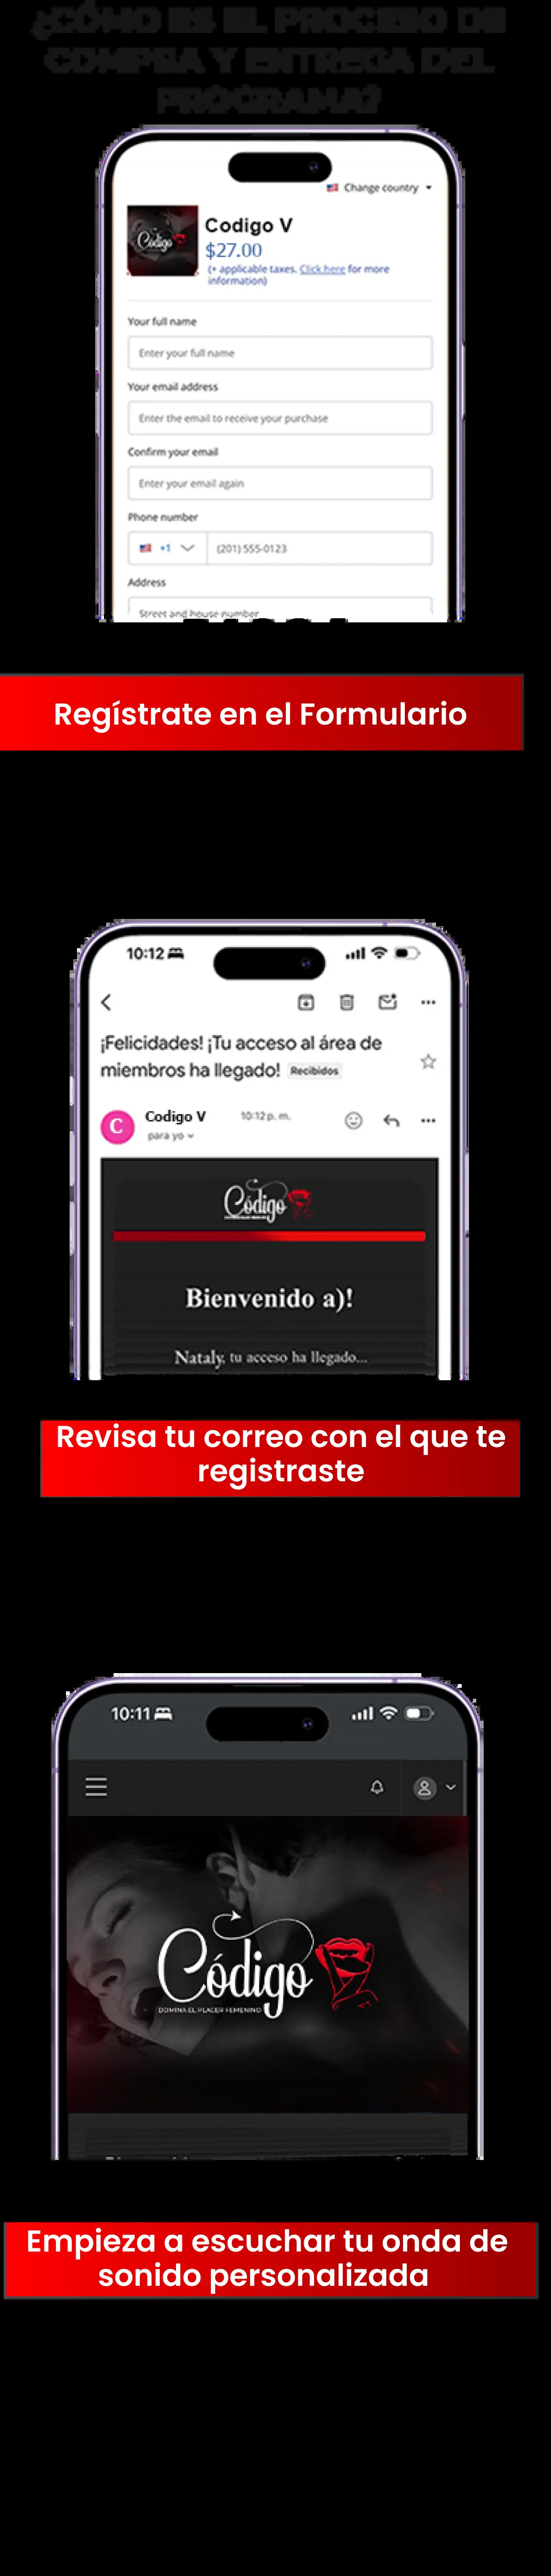 ¿CÓMO ES EL PROCESO DE
COMPRA Y ENTREGA DEL
PROGRAMA?
Change country
Código
Codigo V
$27.00
(+ applicable taxes. Click here for more
information)
Your full name
Enter your full name
Your email address
Enter the email to receive your purchase
Confirm your email
Enter your email again
Phone number
+1 (201) 555-0123
Address
Street and house number
Regístrate en el Formulario
10:12
¡Felicidades! ¡Tu acceso al área de
miembros ha llegado! Recibidos
C Codigo V 10:12 p. m.
para yo
Código
Bienvenido a)!
Nataly, tu acceso ha llegado...
Revisa tu correo con el que te
registraste
10:11
Código
DOMINA EL PLACER FEMENINO
Empieza a escuchar tu onda de
sonido personalizada